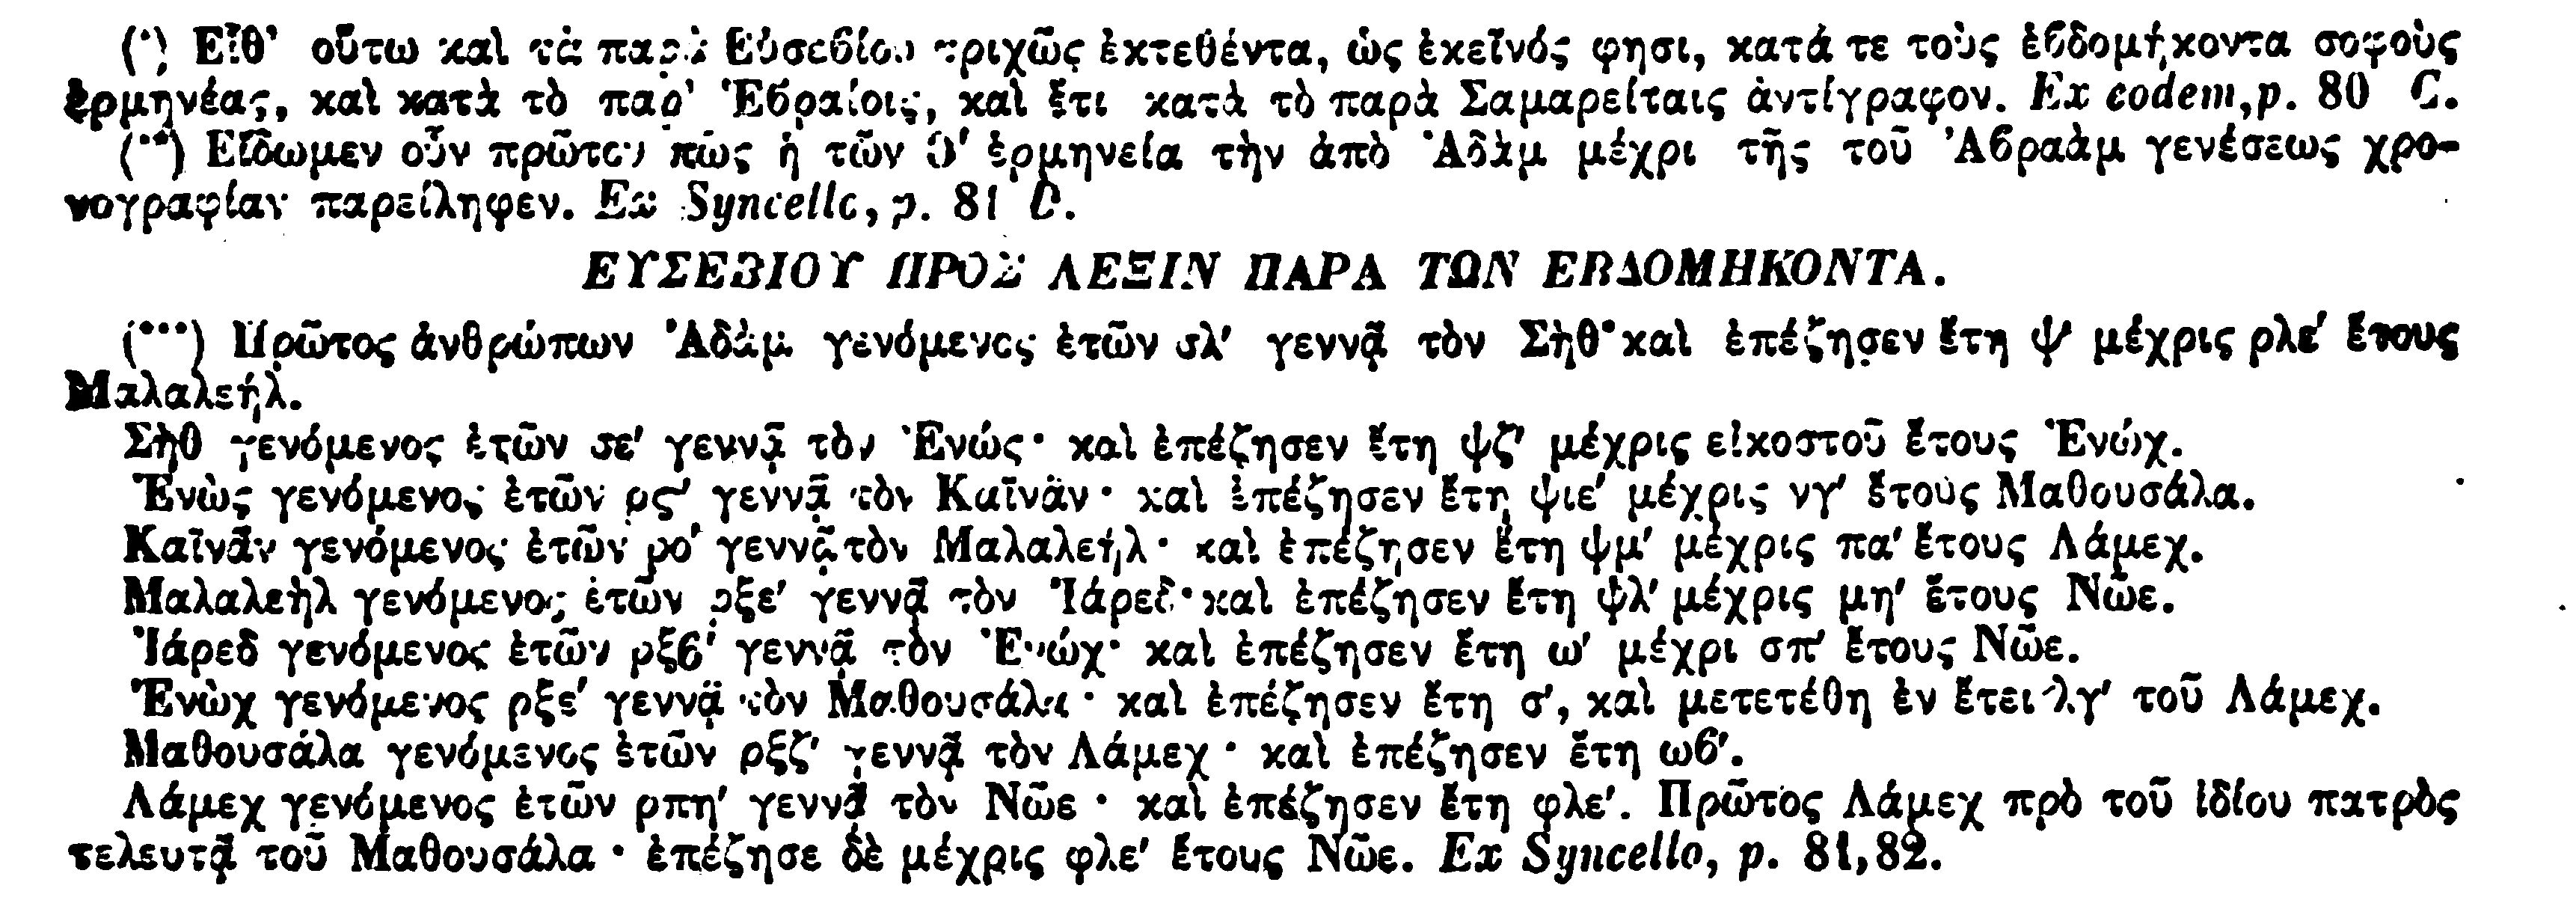 (*) Εἶθ' οὕτω καὶ τὰ παρὰ Εὐσεβίου τριχῶς ἐκτεθέντα, ὡς ἐκεῖνός φησι, κατά τε τοὺς ἑβδομήκοντα σοφοὺς
ἑρμηνέας, καὶ κατὰ τὸ παρ' Ἑβραίοις, καὶ ἔτι κατὰ τὸ παρὰ Σαμαρείταις ἀντίγραφον. Ex eodem, p. 80 C.
(**) Εἴδωμεν οὖν πρῶτον πῶς ἡ τῶν Ο' ἑρμηνεία τὴν ἀπὸ Ἀδὰμ μέχρι τῆς τοῦ Ἀβραὰμ γενέσεως χρο-
νογραφίαν παρείληφεν. Ex Syncello, p. 81 D.
ΕΥΣΕΒΙΟΥ ΠΡΟΣ ΛΕΞΙΝ ΠΑΡΑ ΤΩΝ ΕΒΔΟΜΗΚΟΝΤΑ.
(***) Πρῶτος ἀνθρώπων Ἀδὰμ γενόμενος ἐτῶν σλ' γεννᾷ τὸν Σήθ· καὶ ἐπέζησεν ἔτη ψ' μέχρις ρλε' ἔτους
Μαλαλεήλ.
Σὴθ γενόμενος ἐτῶν σε' γεννᾷ τὸν Ἐνώς· καὶ ἐπέζησεν ἔτη ψζ' μέχρις εἰκοστοῦ ἔτους Ἐνώχ.
Ἐνὼς γενόμενος ἐτῶν ρς' γεννᾷ τὸν Καϊνᾶν· καὶ ἐπέζησεν ἔτη ψιε' μέχρις νγ' ἔτους Μαθουσάλα.
Καϊνᾶν γενόμενος ἐτῶν ρο' γεννᾷ τὸν Μαλαλεήλ· καὶ ἐπέζησεν ἔτη ψμ' μέχρις πα' ἔτους Λάμεχ.
Μαλαλεὴλ γενόμενος ἐτῶν ρξε' γεννᾷ τὸν Ἰάρεδ· καὶ ἐπέζησεν ἔτη ψλ' μέχρις μη' ἔτους Νῶε.
Ἰάρεδ γενόμενος ἐτῶν ρξβ' γεννᾷ τὸν Ἐνώχ· καὶ ἐπέζησεν ἔτη ω' μέχρι σπ' ἔτους Νῶε.
Ἐνὼχ γενόμενος ρξε' γεννᾷ τὸν Μαθουσάλα· καὶ ἐπέζησεν ἔτη σ', καὶ μετετέθη ἐν ἔτει λγ' τοῦ Λάμεχ.
Μαθουσάλα γενόμενος ἐτῶν ρξζ' γεννᾷ τὸν Λάμεχ· καὶ ἐπέζησεν ἔτη ωβ'.
Λάμεχ γενόμενος ἐτῶν ρπη' γεννᾷ τὸν Νῶε· καὶ ἐπέζησεν ἔτη φλε'. Πρῶτος Λάμεχ πρὸ τοῦ ἰδίου πατρὸς
τελευτᾷ τοῦ Μαθουσάλα· ἐπέζησε δὲ μέχρις φλε' ἔτους Νῶε. Ex Syncello, p. 81, 82.